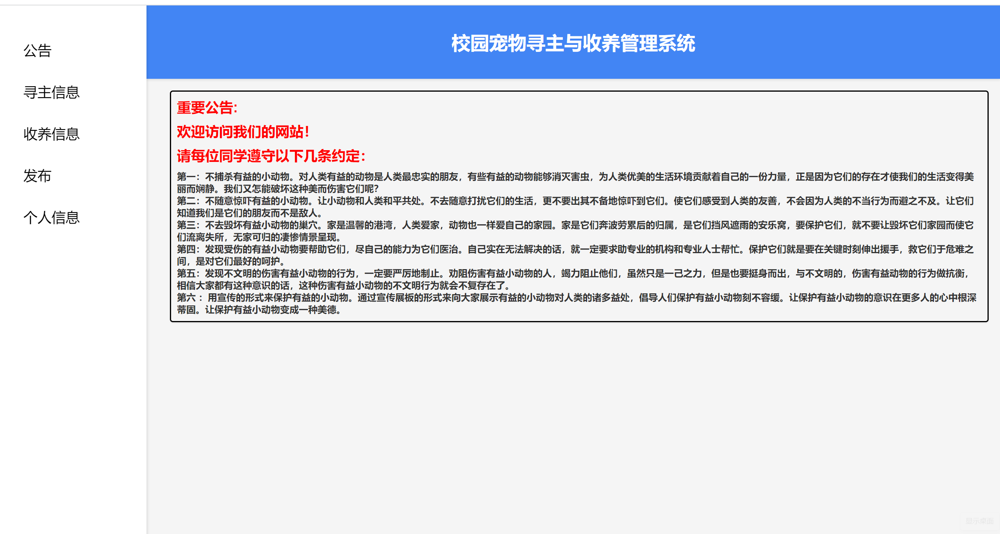 公告
寻主信息
收养信息
发布
个人信息
校园宠物寻主与收养管理系统
重要公告:
欢迎访问我们的网站！
请每位同学遵守以下几条约定：
第一：不捕杀有益的小动物。对人类有益的动物是人类最忠实的朋友，有些有益的动物能够消灭害虫，为人类优美的生活环境贡献着自己的一份力量，正是因为它们的存在才使我们的生活变得美
丽而娴静。我们又怎能破坏这种美而伤害它们呢？
第二：不随意惊吓有益的小动物。让小动物和人类和平共处。不去随意打扰它们的生活，更不要出其不备地惊吓到它们。使它们感受到人类的友善，不会因为人类的不当行为而避之不及。让它们
知道我们是它们的朋友而不是敌人。
第三：不去毁坏有益小动物的巢穴。家是温馨的港湾，人类爱家，动物也一样爱自己的家园。家是它们奔波劳累后的归属，是它们挡风遮雨的安乐窝，要保护它们，就不要让毁坏它们家园而使它
们流离失所，无家可归的凄惨情景呈现。
第四：发现受伤的有益小动物要帮助它们，尽自己的能力为它们医治。自己实在无法解决的话，就一定要求助专业的机构和专业人士帮忙。保护它们就是要在关键时刻伸出援手，救它们于危难之
间，是对它们最好的呵护。
第五：发现不文明的伤害有益小动物的行为，一定要严厉地制止。劝阻伤害有益小动物的人，竭力阻止他们，虽然只是一己之力，但是也要挺身而出，与不文明的，伤害有益动物的行为做抗衡，
相信大家都有这种意识的话，这种伤害有益小动物的不文明行为就会不复存在了。
第六 ：用宣传的形式来保护有益的小动物。通过宣传展板的形式来向大家展示有益的小动物对人类的诸多益处，倡导人们保护有益小动物刻不容缓。让保护有益小动物的意识在更多人的心中根深
蒂固。让保护有益小动物变成一种美德。
显示桌面